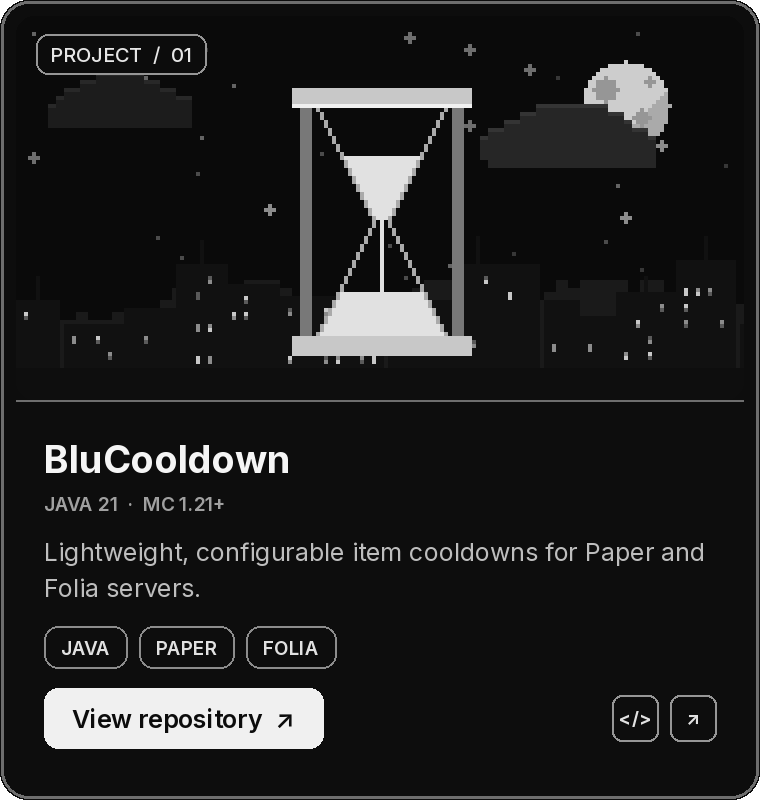 PROJECT / 01
BluCooldown
JAVA 21 · MC 1.21+
Lightweight, configurable item cooldowns for Paper and
Folia servers.
JAVA PAPER FOLIA
View repository ↗ </> ↗